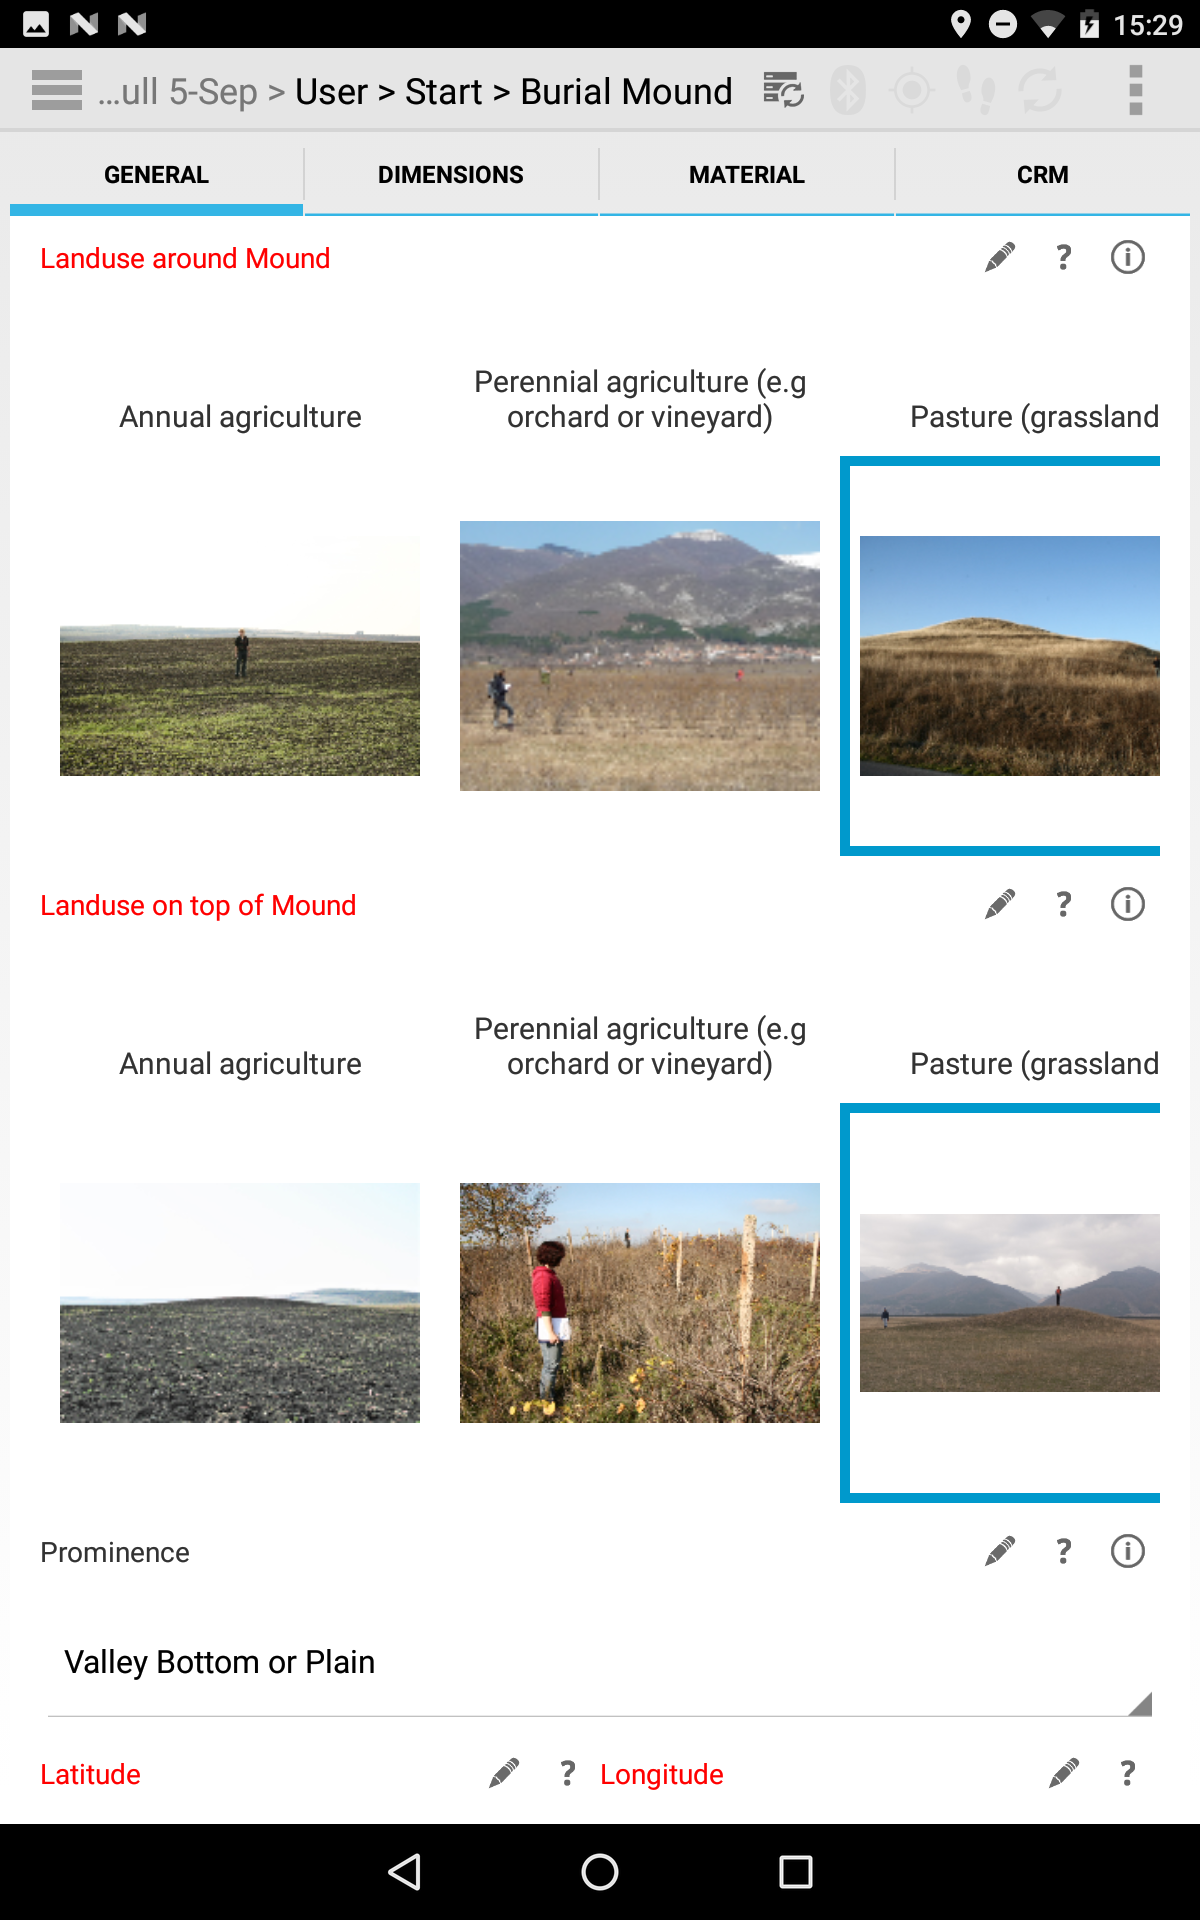 15:29
...ull 5-Sep > User > Start > Burial Mound
GENERAL
DIMENSIONS
MATERIAL
CRM
Landuse around Mound
?
Annual agriculture
Perennial agriculture (e.g
orchard or vineyard)
Pasture (grassland
Landuse on top of Mound
?
Annual agriculture
Perennial agriculture (e.g
orchard or vineyard)
Pasture (grassland
Prominence
?
Valley Bottom or Plain
Latitude
?
Longitude
?